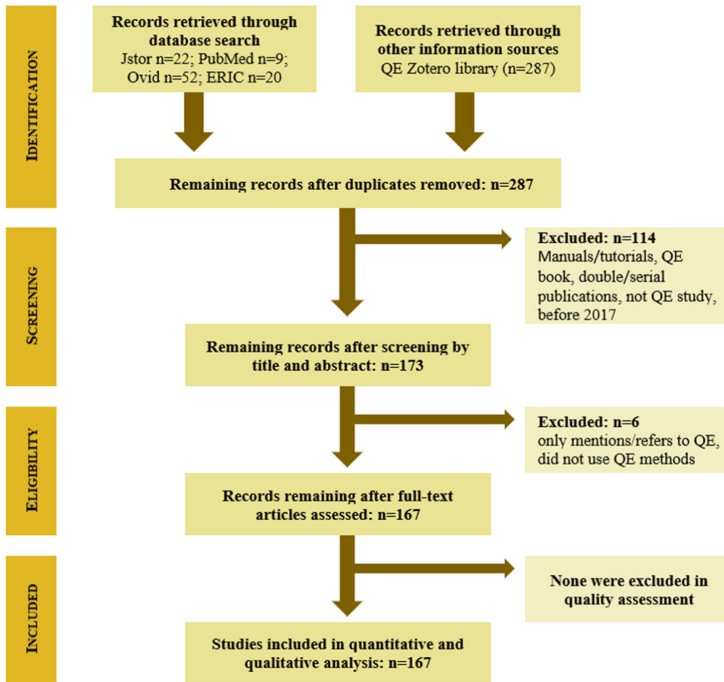 IDENTIFICATION
Records retrieved through
database search
Jstor n=22; PubMed n=9;
Ovid n=52; ERIC n=20
Records retrieved through
other information sources
QE Zotero library (n=287)
Remaining records after duplicates removed: n=287
SCREENING
Excluded: n=114
Manuals/tutorials, QE
book, double/serial
publications, not QE study,
before 2017
Remaining records after screening by
title and abstract: n=173
ELIGIBILITY
Excluded: n=6
only mentions/refers to QE,
did not use QE methods
Records remaining after full-text
articles assessed: n=167
INCLUDED
None were excluded in
quality assessment
Studies included in quantitative and
qualitative analysis: n=167